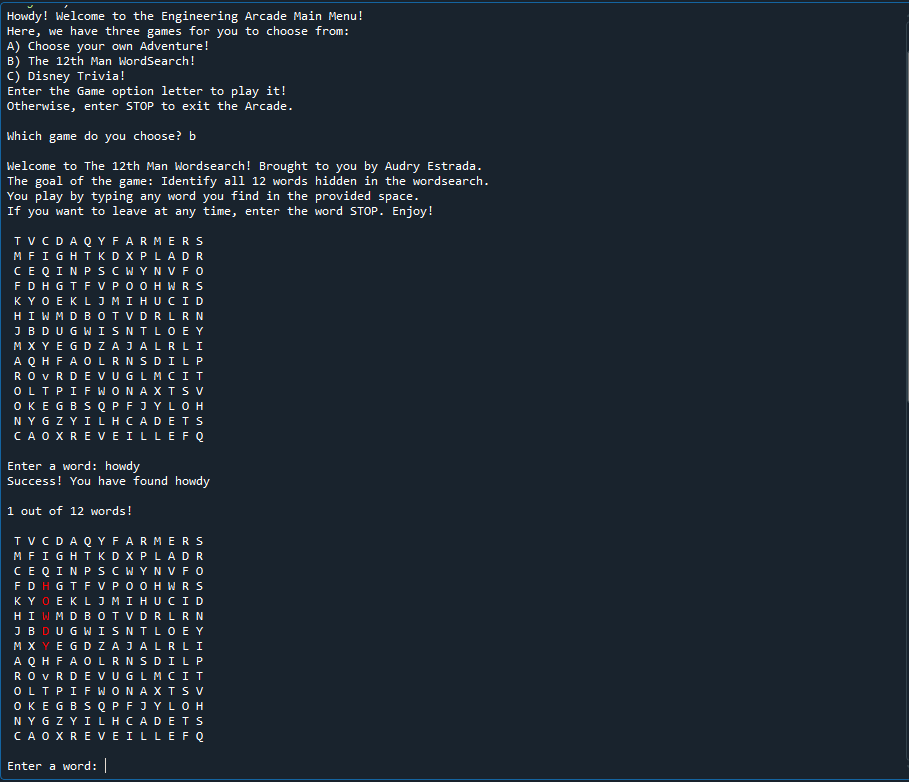 Howdy! Welcome to the Engineering Arcade Main Menu!
Here, we have three games for you to choose from:
A) Choose your own Adventure!
B) The 12th Man WordSearch!
C) Disney Trivia!
Enter the Game option letter to play it!
Otherwise, enter STOP to exit the Arcade.
Which game do you choose? b
Welcome to The 12th Man Wordsearch! Brought to you by Audry Estrada.
The goal of the game: Identify all 12 words hidden in the wordsearch.
You play by typing any word you find in the provided space.
If you want to leave at any time, enter the word STOP. Enjoy!
T V C D A Q Y F A R M E R S
M F I G H T K D X P L A D R
C E Q I N P S C W Y N V F O
F D H G T F V P O O H W R S
K Y O E K L J M I H U C I D
H I W M D B O T V D R L R N
J B D U G W I S N T L O E Y
M X Y E G D Z A J A L R L I
A Q H F A O L R N S D I L P
R O v R D E V U G L M C I T
O L T P I F W O N A X T S V
O K E G B S Q P F J Y L O H
N Y G Z Y I L H C A D E T S
C A O X R E V E I L L E F Q
Enter a word: howdy
Success! You have found howdy
1 out of 12 words!
T V C D A Q Y F A R M E R S
M F I G H T K D X P L A D R
C E Q I N P S C W Y N V F O
F D H G T F V P O O H W R S
K Y O E K L J M I H U C I D
H I W M D B O T V D R L R N
J B D U G W I S N T L O E Y
M X Y E G D Z A J A L R L I
A Q H F A O L R N S D I L P
R O v R D E V U G L M C I T
O L T P I F W O N A X T S V
O K E G B S Q P F J Y L O H
N Y G Z Y I L H C A D E T S
C A O X R E V E I L L E F Q
Enter a word: